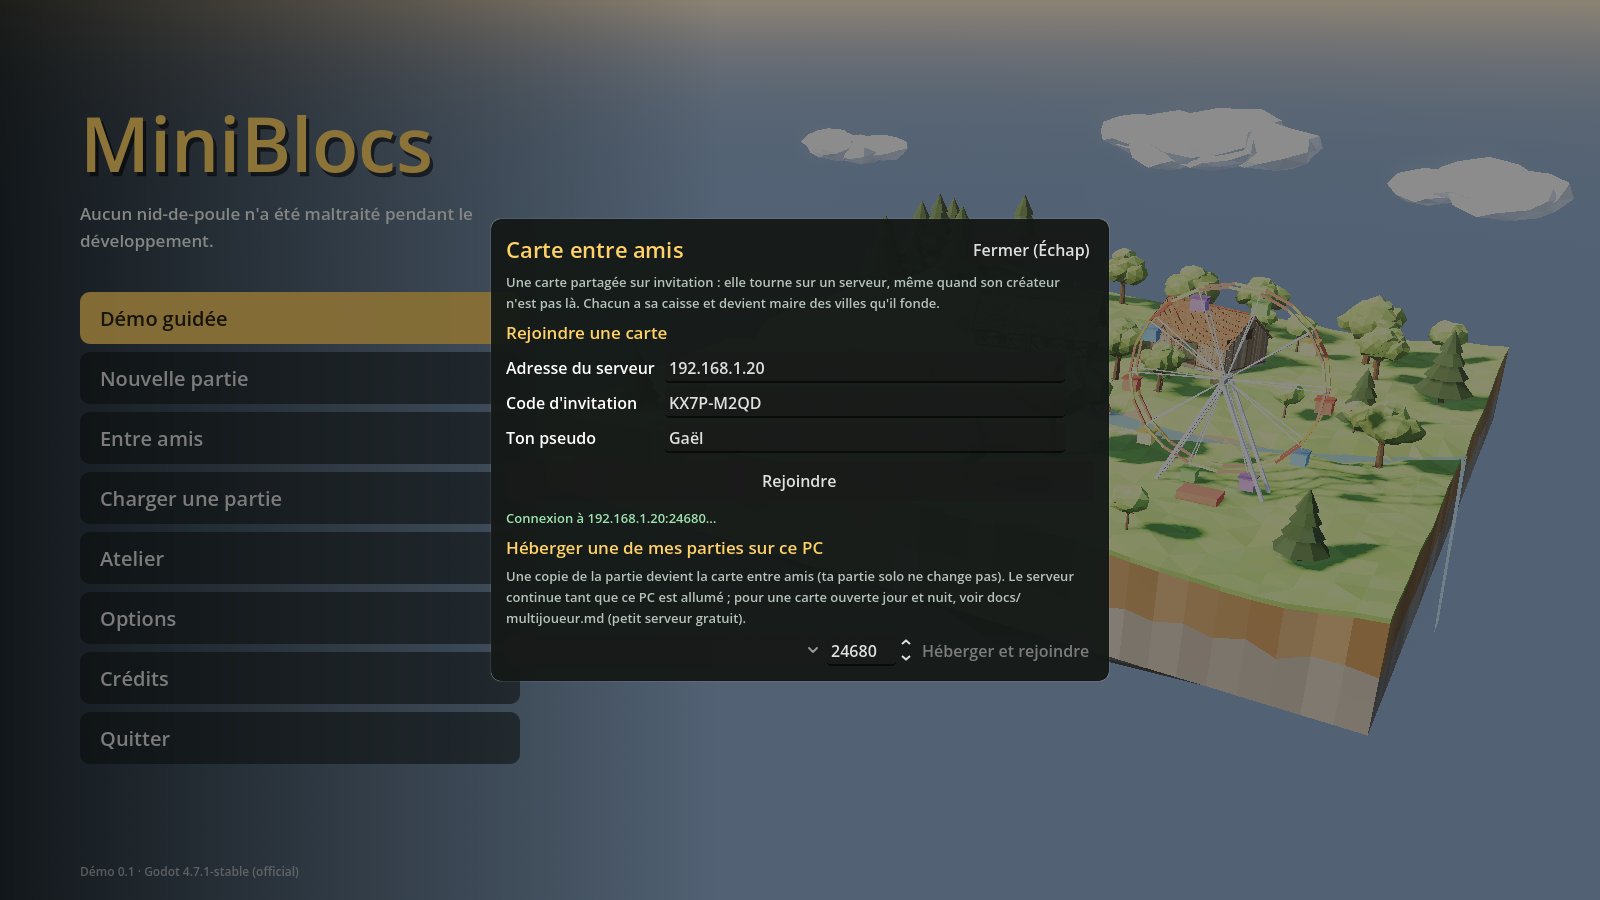 MiniBlocs
Aucun nid-de-poule n'a été maltraité pendant le
développement.
Démo guidée
Nouvelle partie
Entre amis
Charger une partie
Atelier
Options
Crédits
Quitter
Démo 0.1 · Godot 4.7.1-stable (official)
Carte entre amis
Fermer (Échap)
Une carte partagée sur invitation : elle tourne sur un serveur, même quand son créateur
n'est pas là. Chacun a sa caisse et devient maire des villes qu'il fonde.
Rejoindre une carte
Adresse du serveur 192.168.1.20
Code d'invitation KX7P-M2QD
Ton pseudo Gaël
Rejoindre
Connexion à 192.168.1.20:24680...
Héberger une de mes parties sur ce PC
Une copie de la partie devient la carte entre amis (ta partie solo ne change pas). Le serveur
continue tant que ce PC est allumé ; pour une carte ouverte jour et nuit, voir docs/
multijoueur.md (petit serveur gratuit).
24680 Héberger et rejoindre